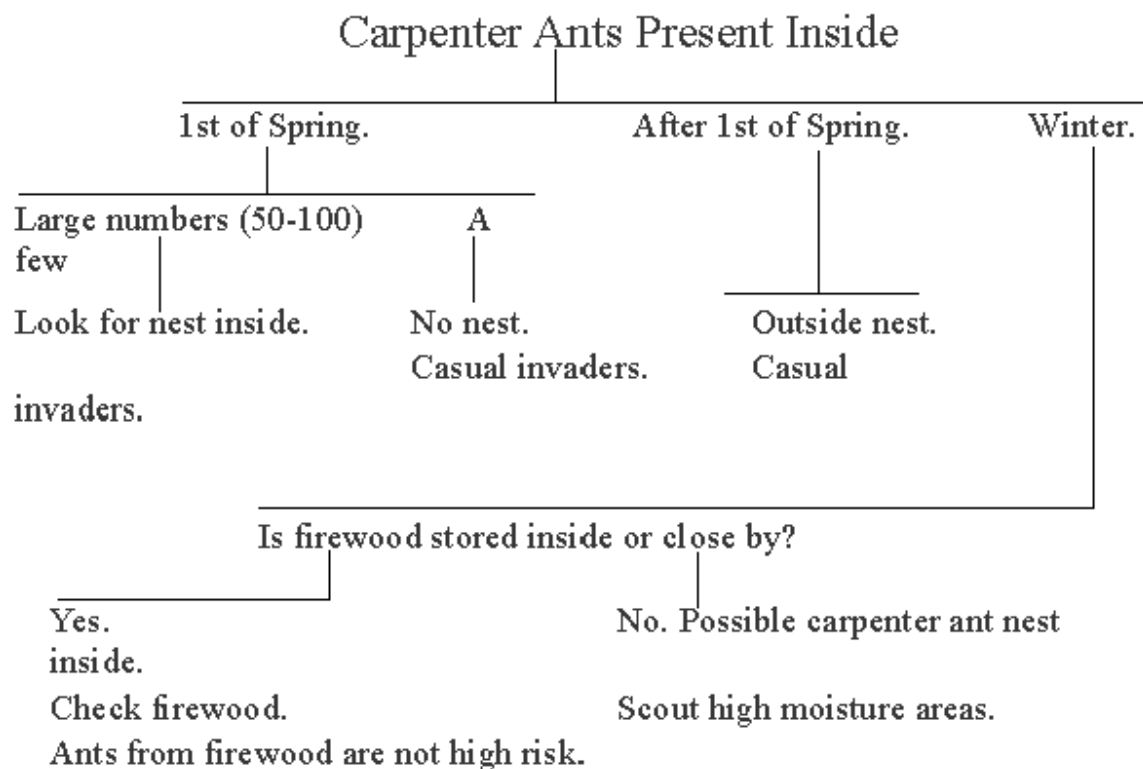 Carpenter Ants Present Inside
1st of Spring. After 1st of Spring. Winter.
Large numbers (50-100) A
few
Look for nest inside. No nest. Outside nest.
Casual invaders. Casual
invaders.
Is firewood stored inside or close by?
Yes. No. Possible carpenter ant nest
inside.
Check firewood. Scout high moisture areas.
Ants from firewood are not high risk.